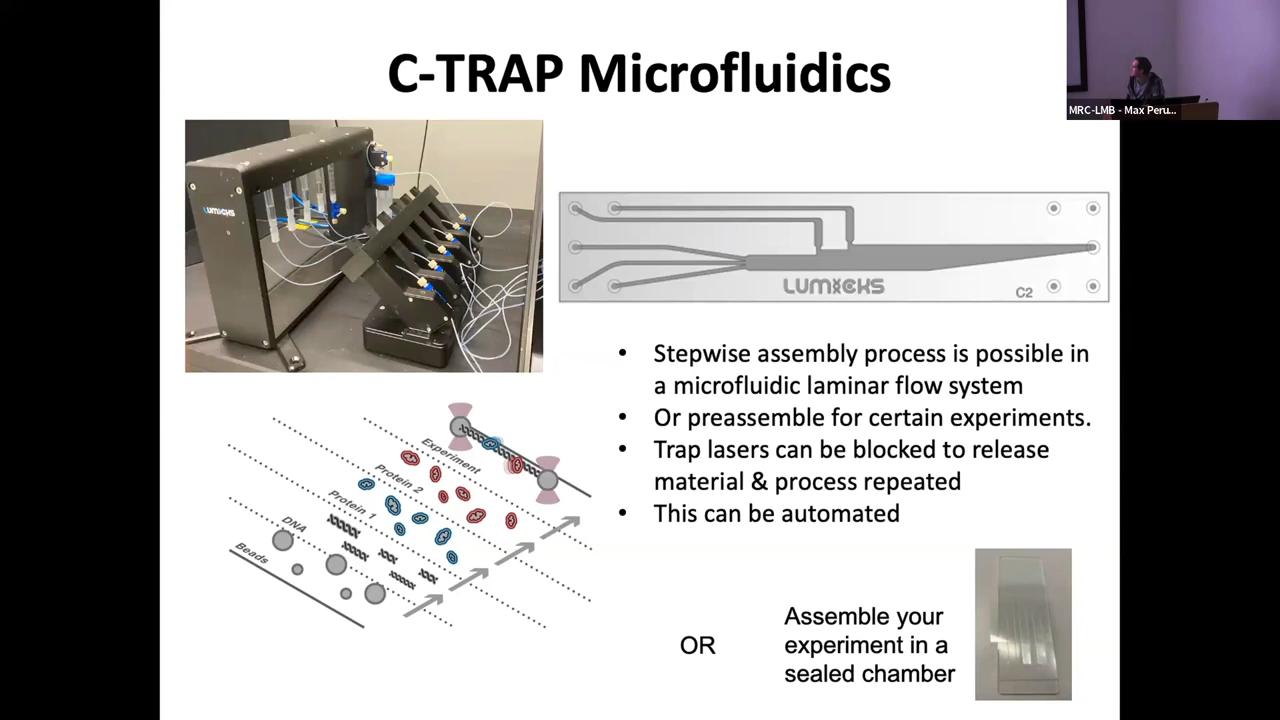 C-TRAP Microfluidics
MRC-LMB - Max Peru...
LUMICKS
LUMICKS
C2
Stepwise assembly process is possible in
a microfluidic laminar flow system
Or preassemble for certain experiments.
Trap lasers can be blocked to release
material & process repeated
This can be automated
Experiment
Protein 2
Protein 1
DNA
Beads
OR
Assemble your
experiment in a
sealed chamber